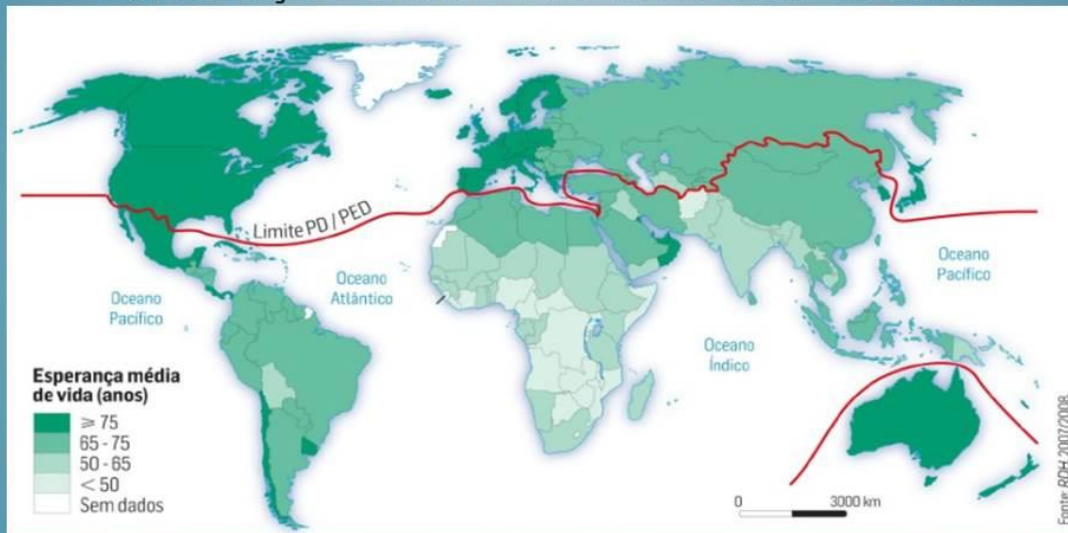 Limite PD / PED
Oceano
Pacífico
Oceano
Atlântico
Oceano
Índico
Oceano
Pacífico
Esperança média
de vida (anos)
⩾ 75
65 - 75
50 - 65
< 50
Sem dados
0 3000 km
Fonte: RDH 2007/2008